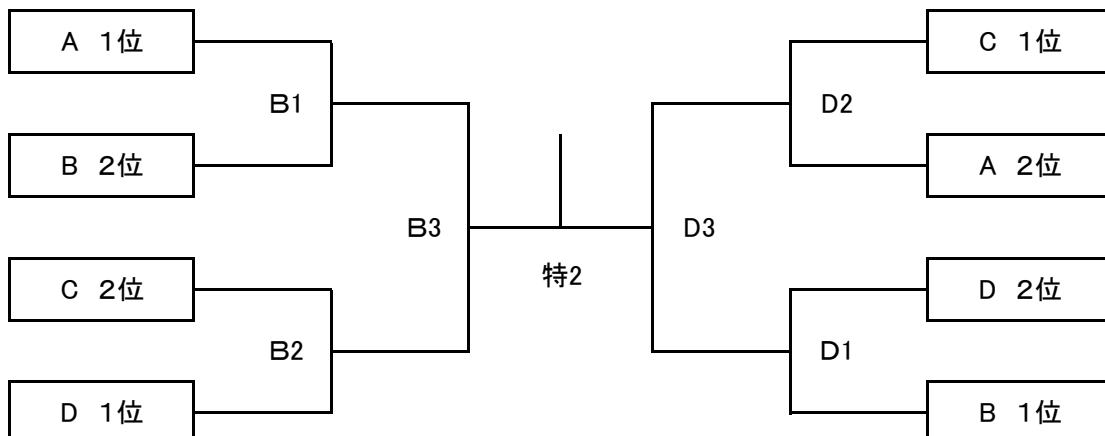 A　1位
C　1位
B1
D2
B　2位
A　2位
B3
D3
特2
C　2位
D　2位
B2
D1
D　1位
B　1位